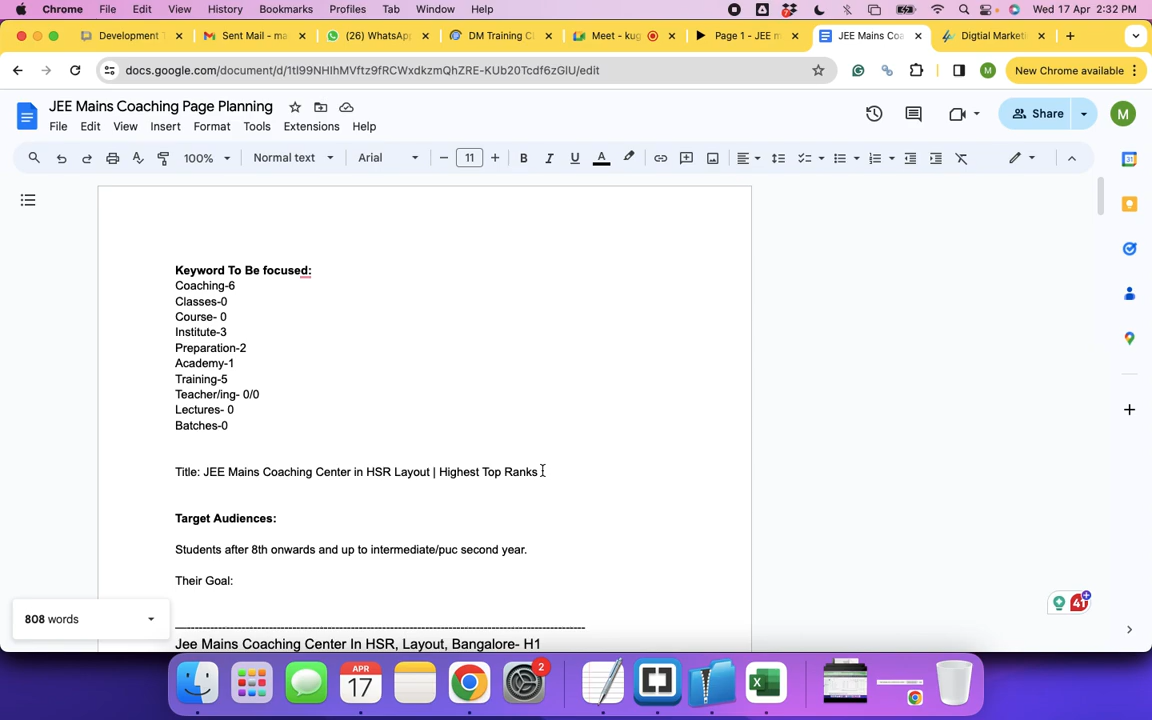 Chrome File Edit View History Bookmarks Profiles Tab Window Help Wed 17 Apr 2:32 PM
Development Sent Mail - ma (26) WhatsApp DM Training C Meet - kug Page 1 - JEE m JEE Mains Coa Digtial Marketi
docs.google.com/document/d/1tl99NHIhMVftz9fRCWxdkzmQhZRE-KUb20Tcdf6zGlU/edit New Chrome available
JEE Mains Coaching Page Planning
Share M
File Edit View Insert Format Tools Extensions Help
100% Normal text Arial 11 B I U A
31
Keyword To Be focused:
Coaching-6
Classes-0
Course- 0
Institute-3
Preparation-2
Academy-1
Training-5
Teacher/ing- 0/0
Lectures- 0
Batches-0
Title: JEE Mains Coaching Center in HSR Layout | Highest Top Ranks
Target Audiences:
Students after 8th onwards and up to intermediate/puc second year.
Their Goal:
Jee Mains Coaching Center In HSR, Layout, Bangalore- H1
808 words
41
APR
17
2